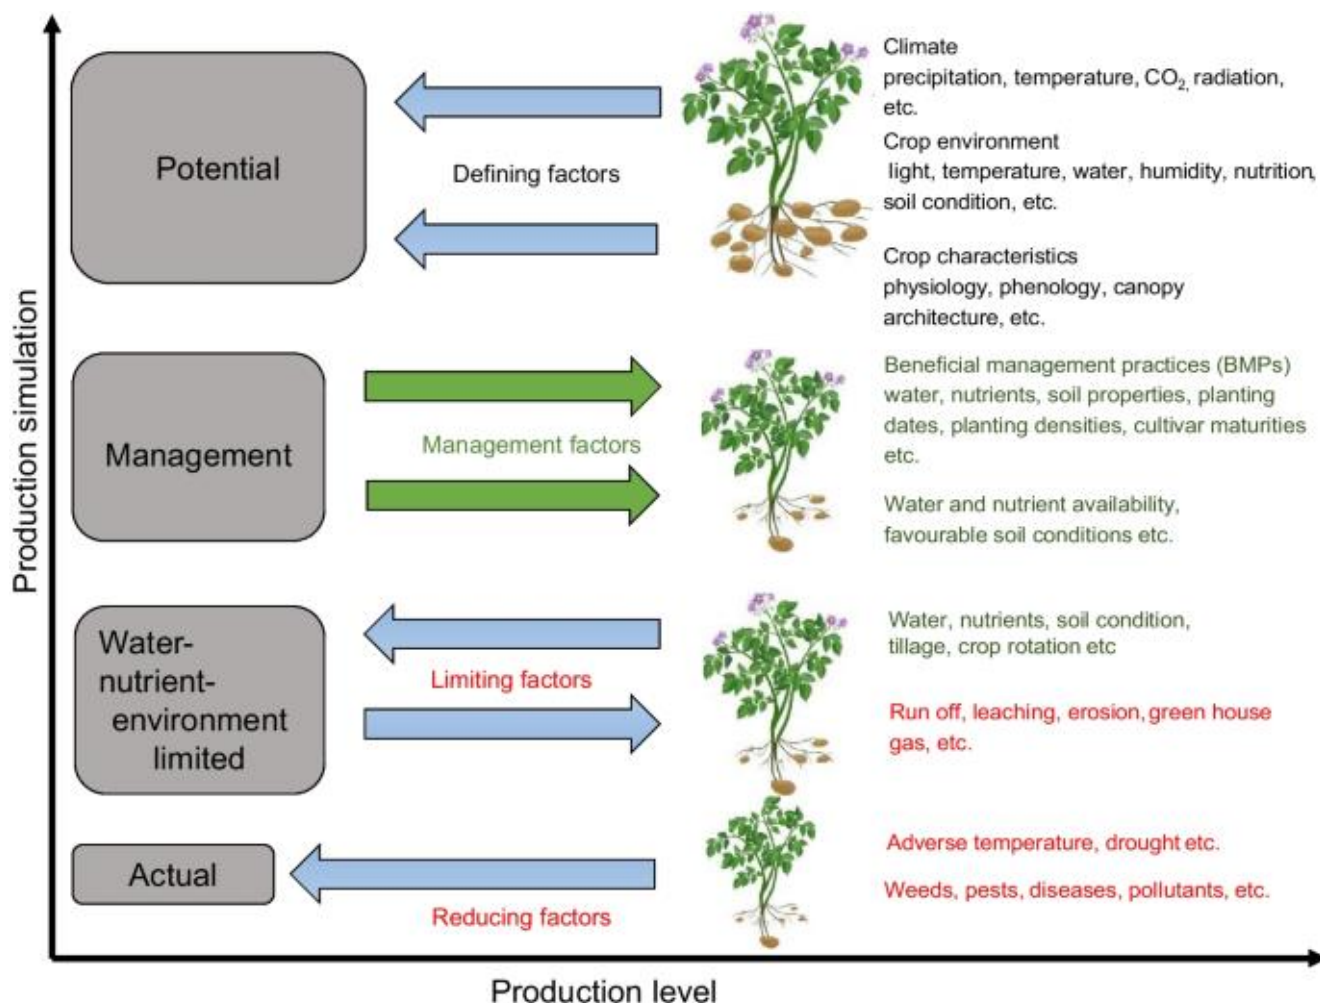 Production simulation
Potential
Defining factors
Climate
precipitation, temperature, CO₂, radiation,
etc.
Crop environment
light, temperature, water, humidity, nutrition,
soil condition, etc.
Crop characteristics
physiology, phenology, canopy
architecture, etc.
Management
Management factors
Beneficial management practices (BMPs)
water, nutrients, soil properties, planting
dates, planting densities, cultivar maturities
etc.
Water and nutrient availability,
favourable soil conditions etc.
Water-
nutrient-
environment
limited
Limiting factors
Water, nutrients, soil condition,
tillage, crop rotation etc
Run off, leaching, erosion, green house
gas, etc.
Actual
Reducing factors
Adverse temperature, drought etc.
Weeds, pests, diseases, pollutants, etc.
Production level